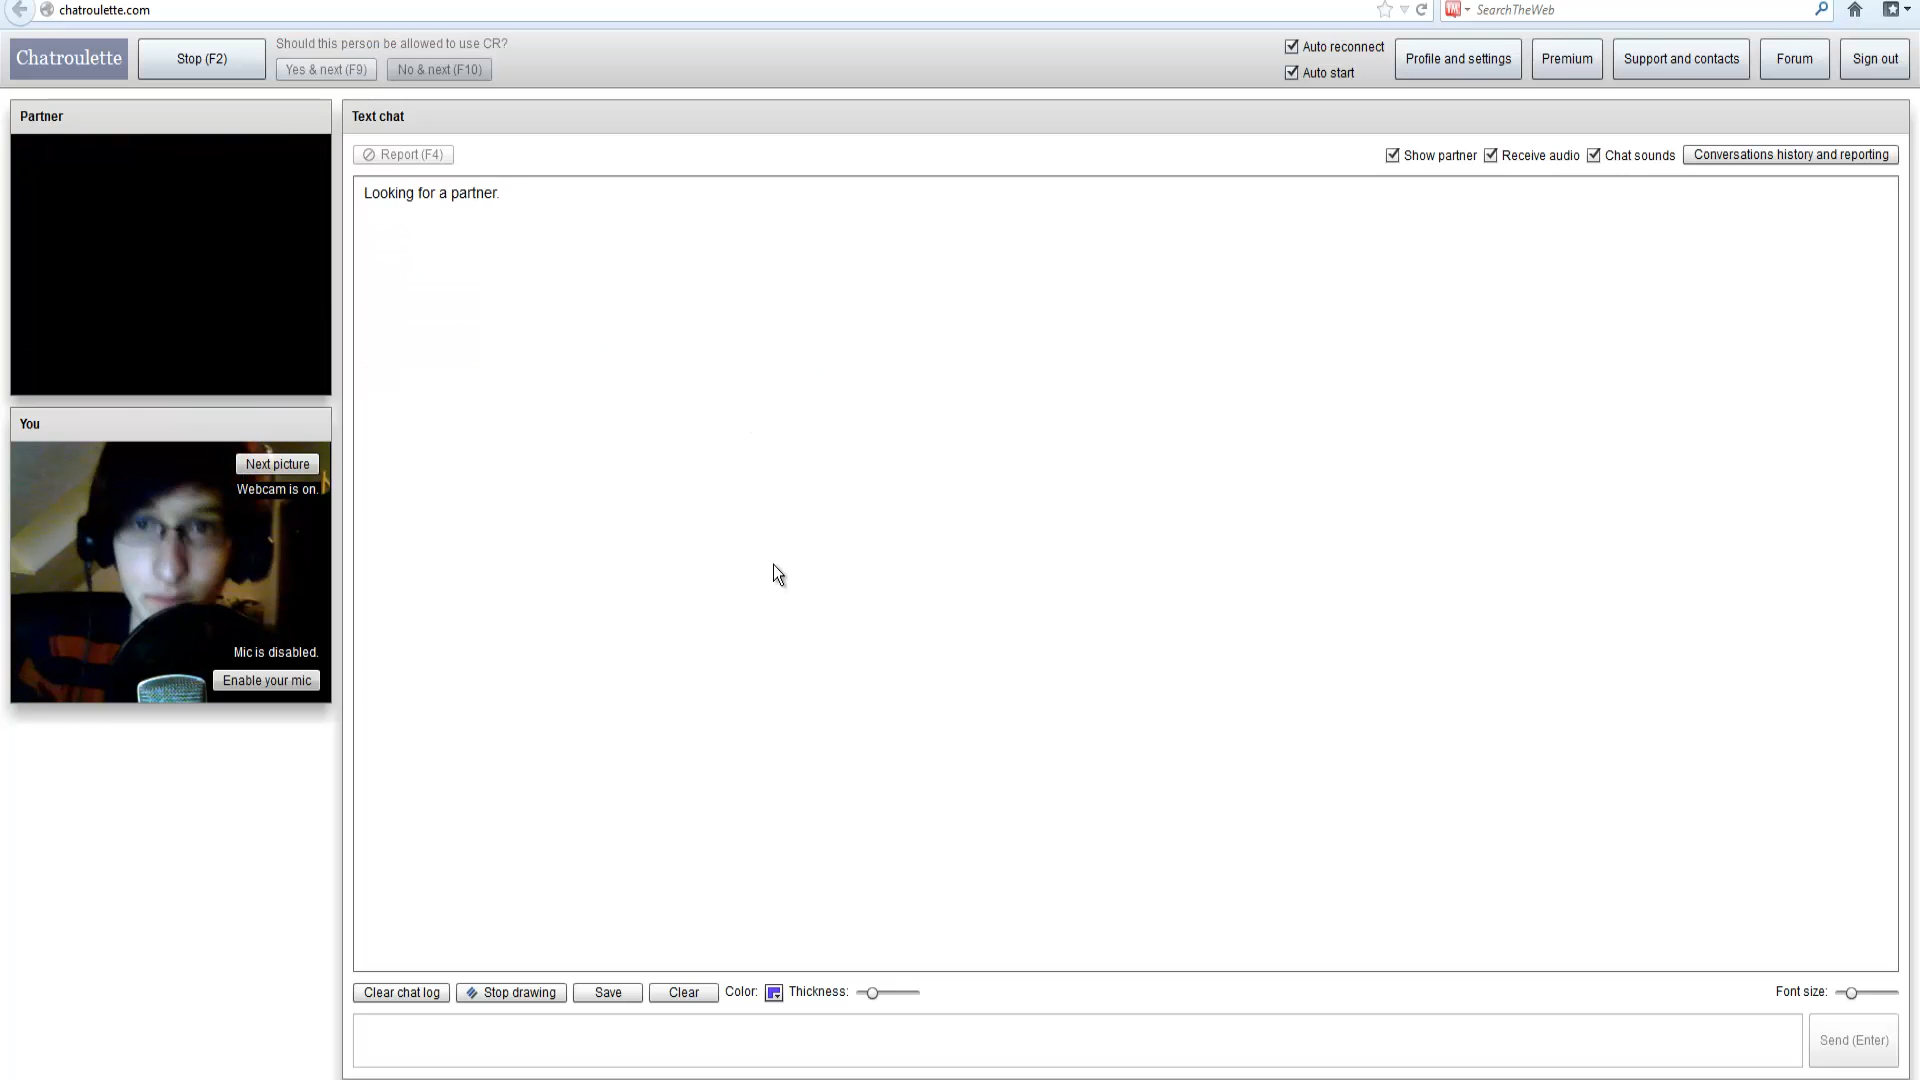 chatroulette.com
SearchTheWeb
Chatroulette
Stop (F2)
Should this person be allowed to use CR?
Yes & next (F9)
No & next (F10)
Auto reconnect
Auto start
Profile and settings
Premium
Support and contacts
Forum
Sign out
Partner
Text chat
Report (F4)
Show partner
Receive audio
Chat sounds
Conversations history and reporting
Looking for a partner.
You
Next picture
Webcam is on.
Mic is disabled.
Enable your mic
Clear chat log
Stop drawing
Save
Clear
Color:
Thickness:
Font size:
Send (Enter)